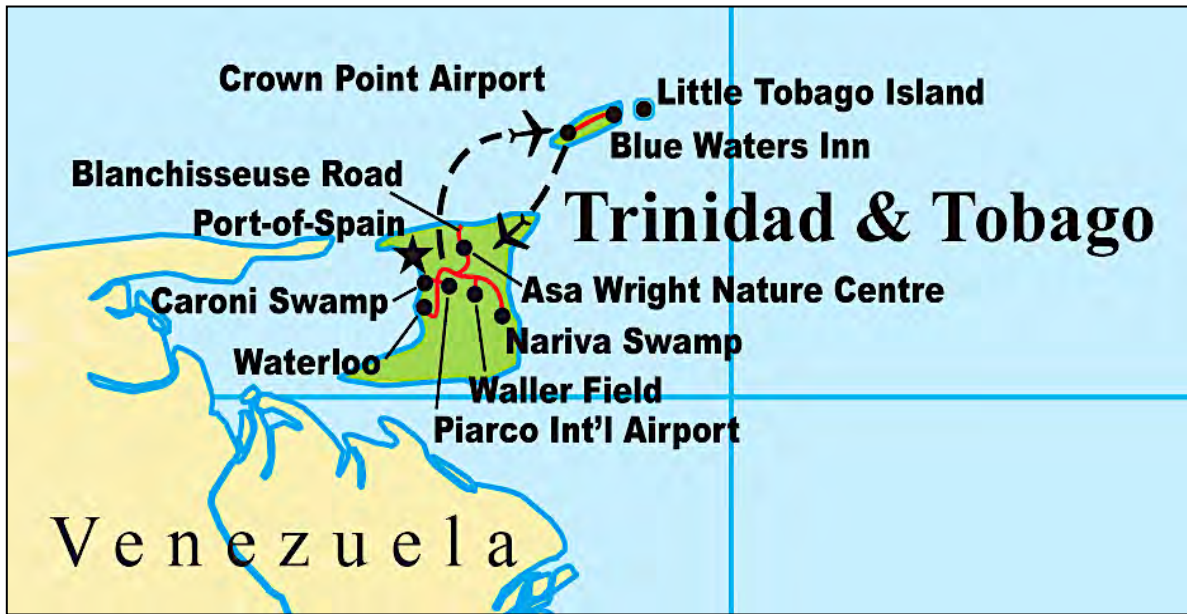 Crown Point Airport
Little Tobago Island
Blue Waters Inn
Blanchisseuse Road
Port-of-Spain
Trinidad & Tobago
Caroni Swamp
Asa Wright Nature Centre
Waterloo
Nariva Swamp
Waller Field
Piarco Int'l Airport
Venezuela